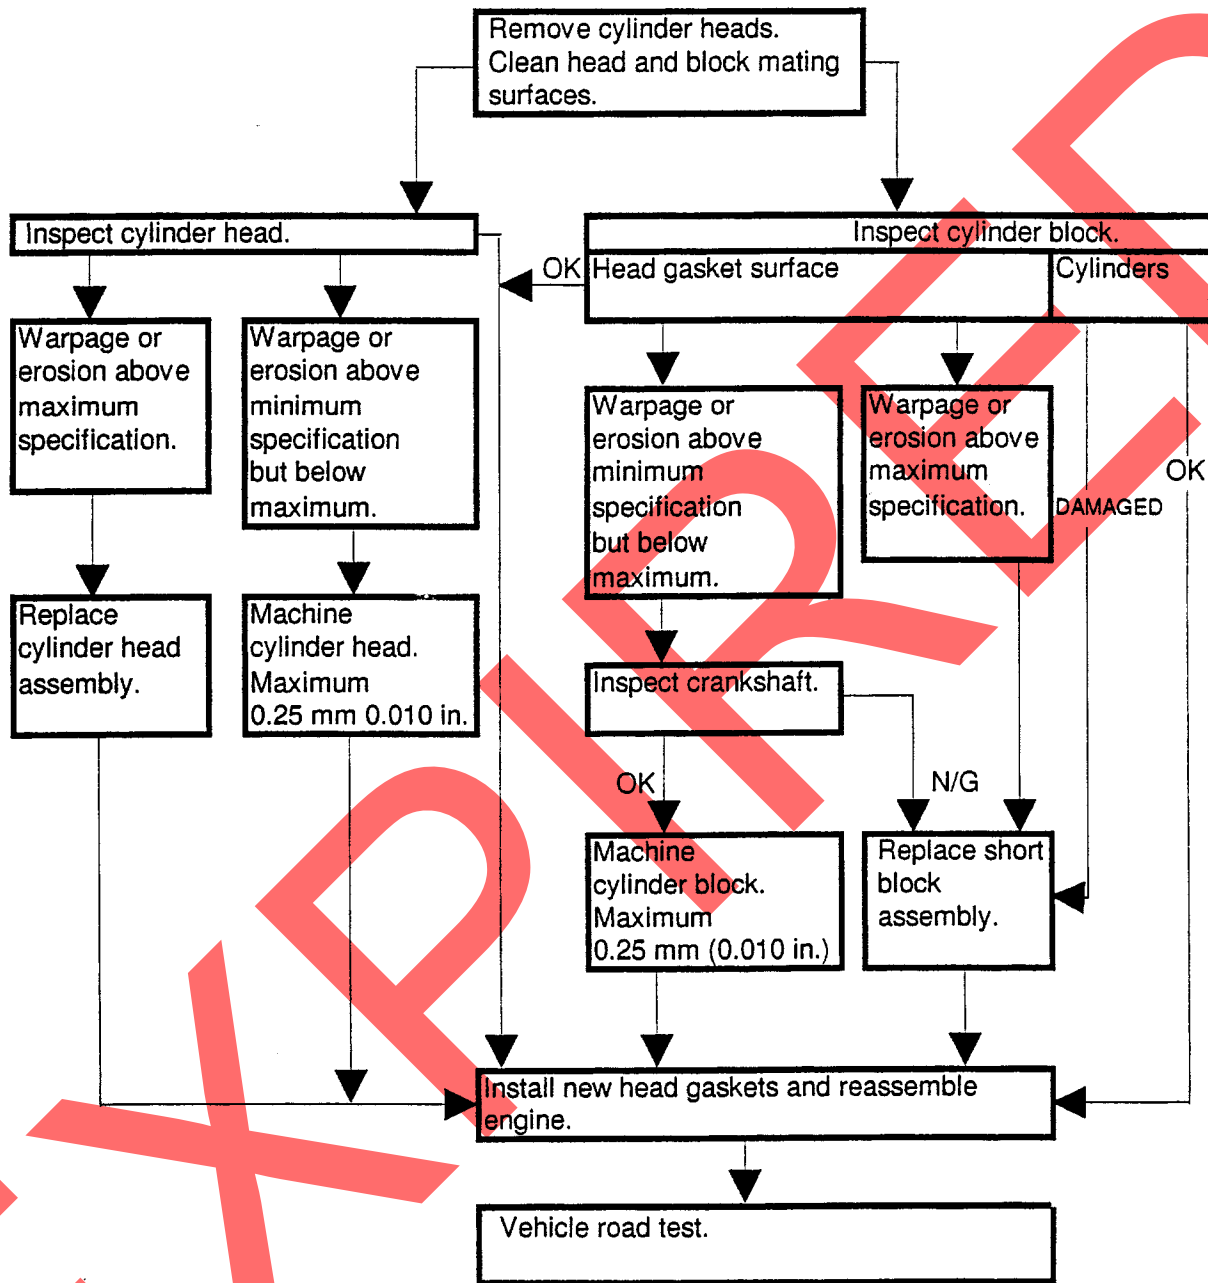 Remove cylinder heads.
Clean head and block mating
surfaces.
Inspect cylinder head.
Inspect cylinder block.
OK
Head gasket surface
Cylinders
Warpage or
erosion above
maximum
specification.
Warpage or
erosion above
minimum
specification
but below
maximum.
Warpage or
erosion above
minimum
specification
but below
maximum.
Warpage or
erosion above
maximum
specification.
DAMAGED
OK
Replace
cylinder head
assembly.
Machine
cylinder head.
Maximum
0.25 mm 0.010 in.
Inspect crankshaft.
OK
N/G
Machine
cylinder block.
Maximum
0.25 mm (0.010 in.)
Replace short
block
assembly.
Install new head gaskets and reassemble
engine.
Vehicle road test.
EXPIRED